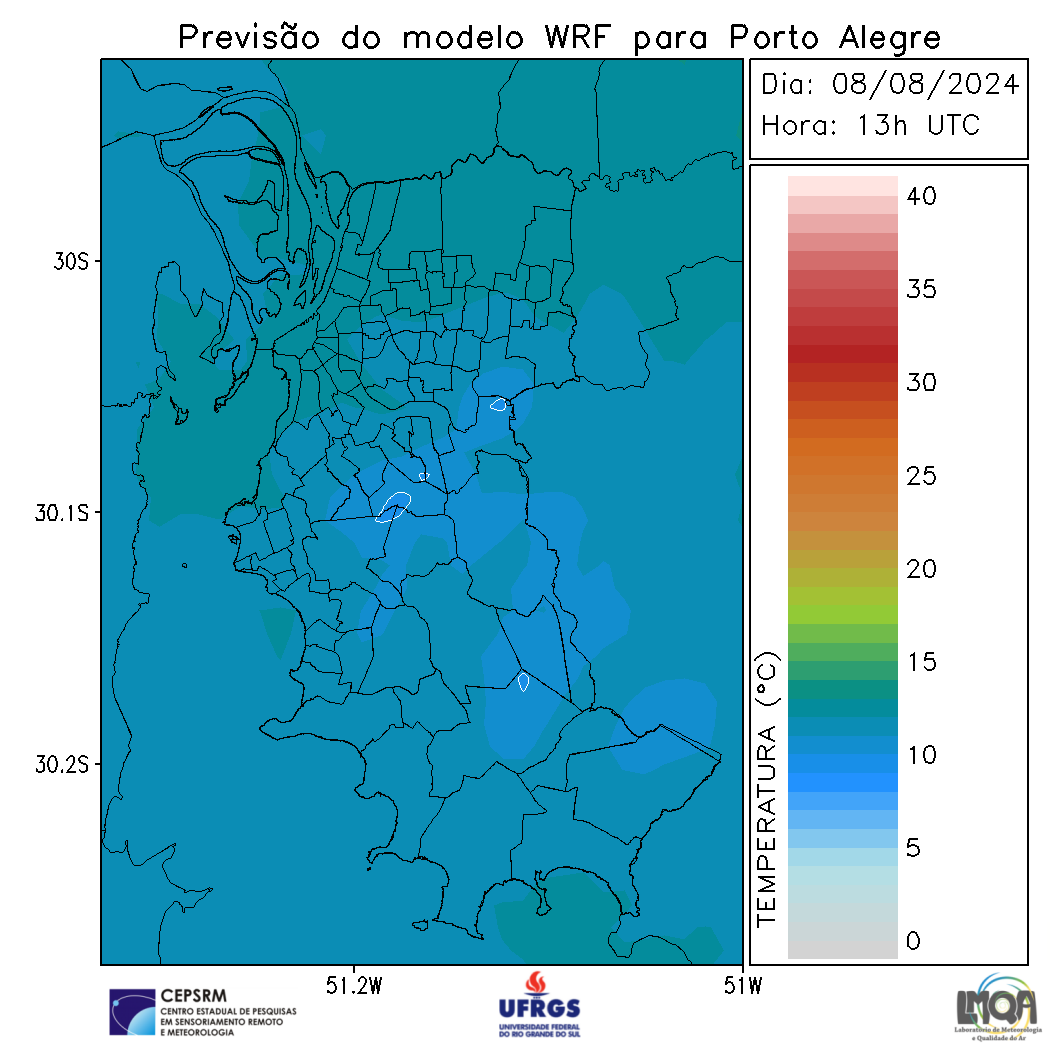 Previsão do modelo WRF para Porto Alegre
Dia: 08/08/2024
Hora: 13h UTC
40
35
30
25
20
15
10
5
0
TEMPERATURA (°C)
30S
30.1S
30.2S
51.2W
51W
CEPSRM
CENTRO ESTADUAL DE PESQUISAS
EM SENSORIAMENTO REMOTO
E METEOROLOGIA
UFRGS
UNIVERSIDADE FEDERAL
DO RIO GRANDE DO SUL
LMQA
Laboratório de Meteorologia
e Qualidade do Ar